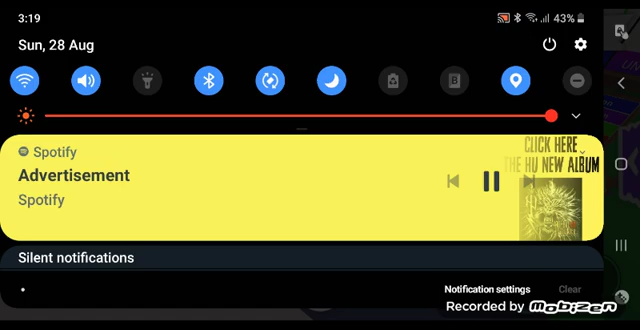 3:19
43%
Sun, 28 Aug
Spotify
Advertisement
Spotify
CLICK HERE
THE HU NEW ALBUM
Silent notifications
Notification settings
Clear
Recorded by Mobizen